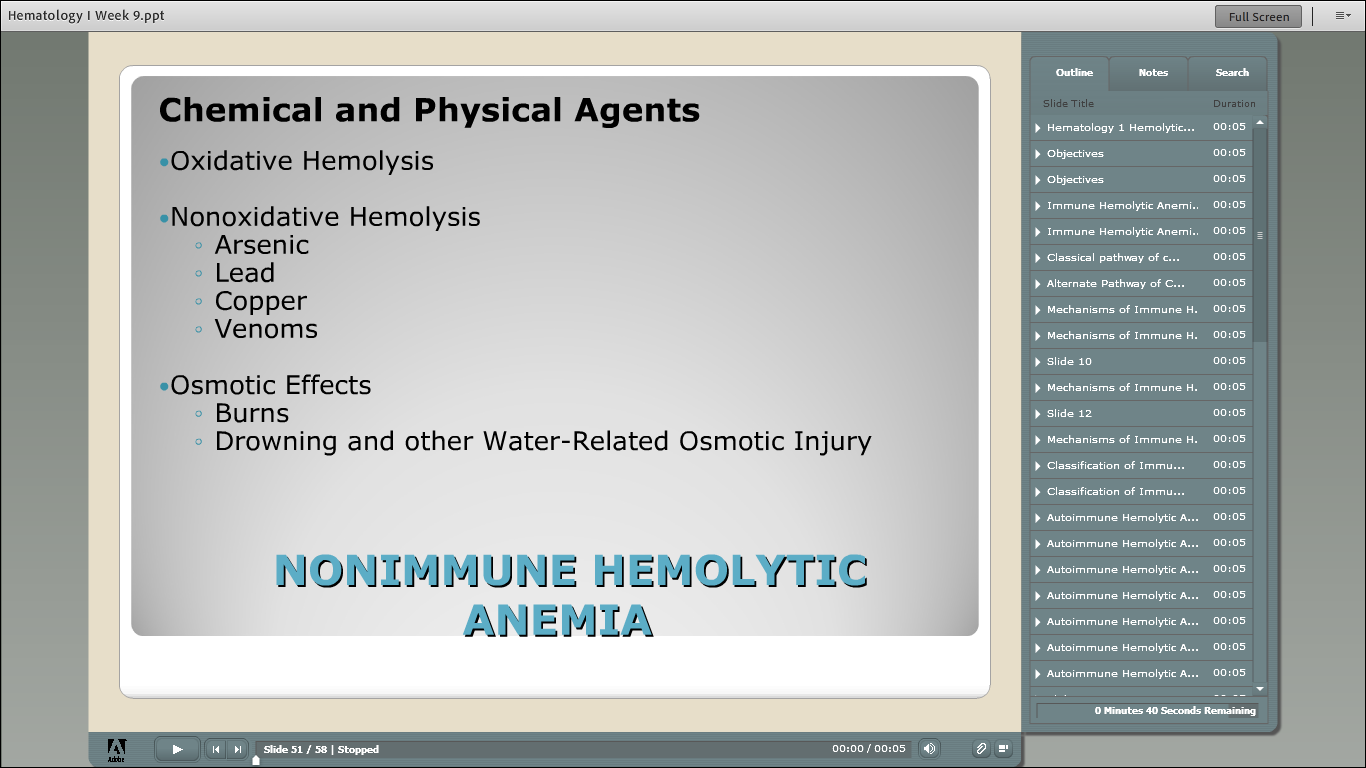 Hematology I Week 9.ppt
Full Screen
Chemical and Physical Agents
•Oxidative Hemolysis
•Nonoxidative Hemolysis
◦ Arsenic
◦ Lead
◦ Copper
◦ Venoms
•Osmotic Effects
◦ Burns
◦ Drowning and other Water-Related Osmotic Injury
NONIMMUNE HEMOLYTIC
ANEMIA
Outline Notes Search
Slide Title Duration
Hematology 1 Hemolytic... 00:05
Objectives 00:05
Objectives 00:05
Immune Hemolytic Anemi.. 00:05
Immune Hemolytic Anemi.. 00:05
Classical pathway of c... 00:05
Alternate Pathway of C... 00:05
Mechanisms of Immune H. 00:05
Mechanisms of Immune H. 00:05
Slide 10 00:05
Mechanisms of Immune H. 00:05
Slide 12 00:05
Mechanisms of Immune H. 00:05
Classification of Immu... 00:05
Classification of Immu... 00:05
Autoimmune Hemolytic A... 00:05
Autoimmune Hemolytic A... 00:05
Autoimmune Hemolytic A... 00:05
Autoimmune Hemolytic A... 00:05
Autoimmune Hemolytic A... 00:05
Autoimmune Hemolytic A... 00:05
Autoimmune Hemolytic A... 00:05
0 Minutes 40 Seconds Remaining
Adobe
Slide 51 / 58 | Stopped 00:00 / 00:05